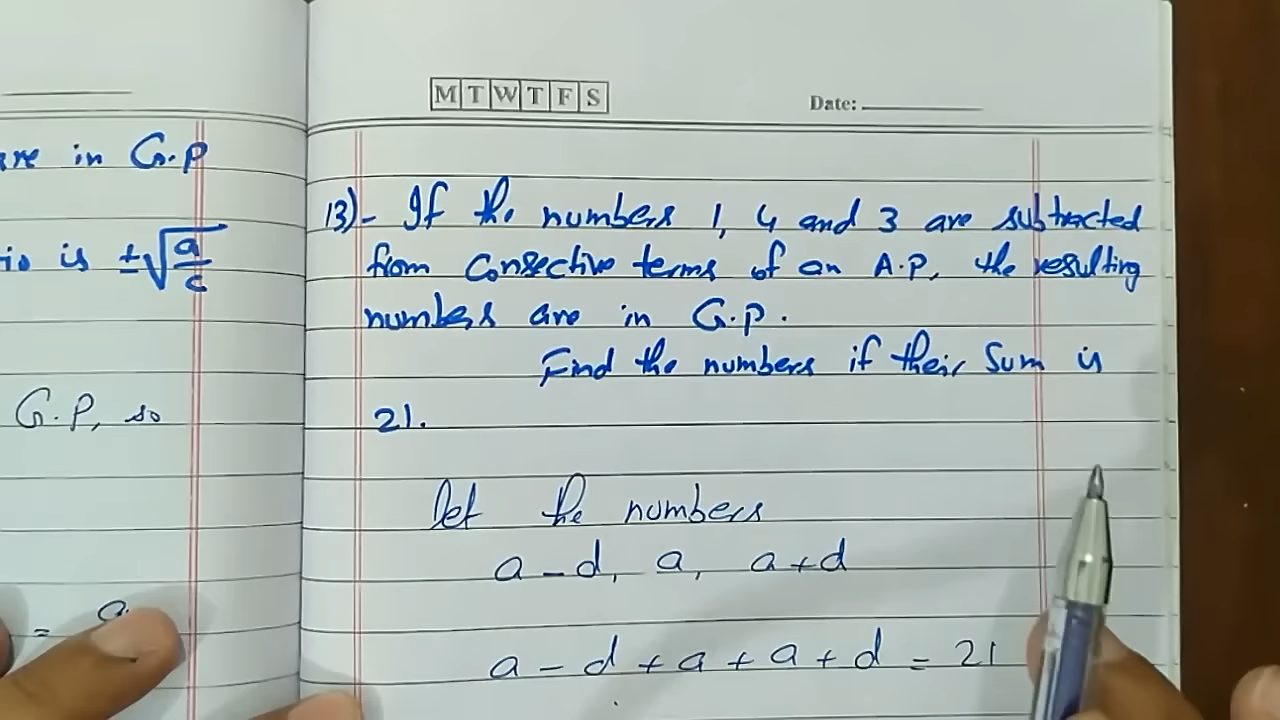 are in G.P
io is ±√a/c
G.P, so
= a
M T W T F S
Date:
13)- If the numbers 1, 4 and 3 are subtracted
from Consective terms of an A.P, the resulting
numbers are in G.P.
Find the numbers if their Sum is
21.
let the numbers
a - d, a, a + d
a - d + a + a + d = 21